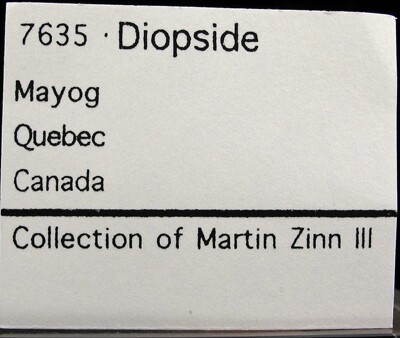 7635 · Diopside
Mayog
Quebec
Canada
Collection of Martin Zinn III